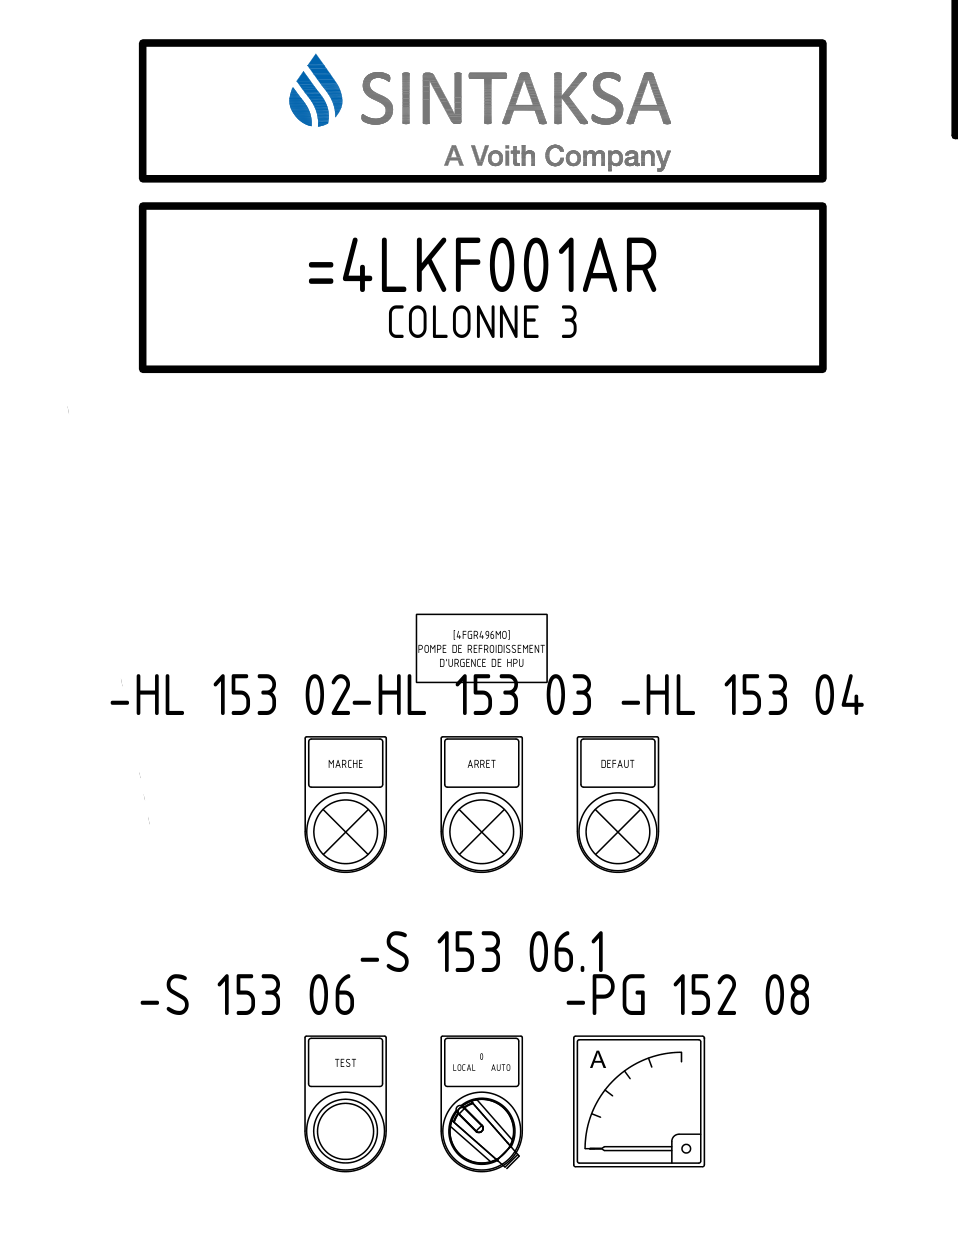 SINTAKSA
A Voith Company
=4LKF001AR
COLONNE 3
[4FGR496MO]
POMPE DE REFROIDISSEMENT
D'URGENCE DE HPU
-HL 153 02-HL 153 03 -HL 153 04
MARCHE ARRET DEFAUT
-S 153 06.1
-S 153 06 -PG 152 08
TEST
0
LOCAL AUTO
A